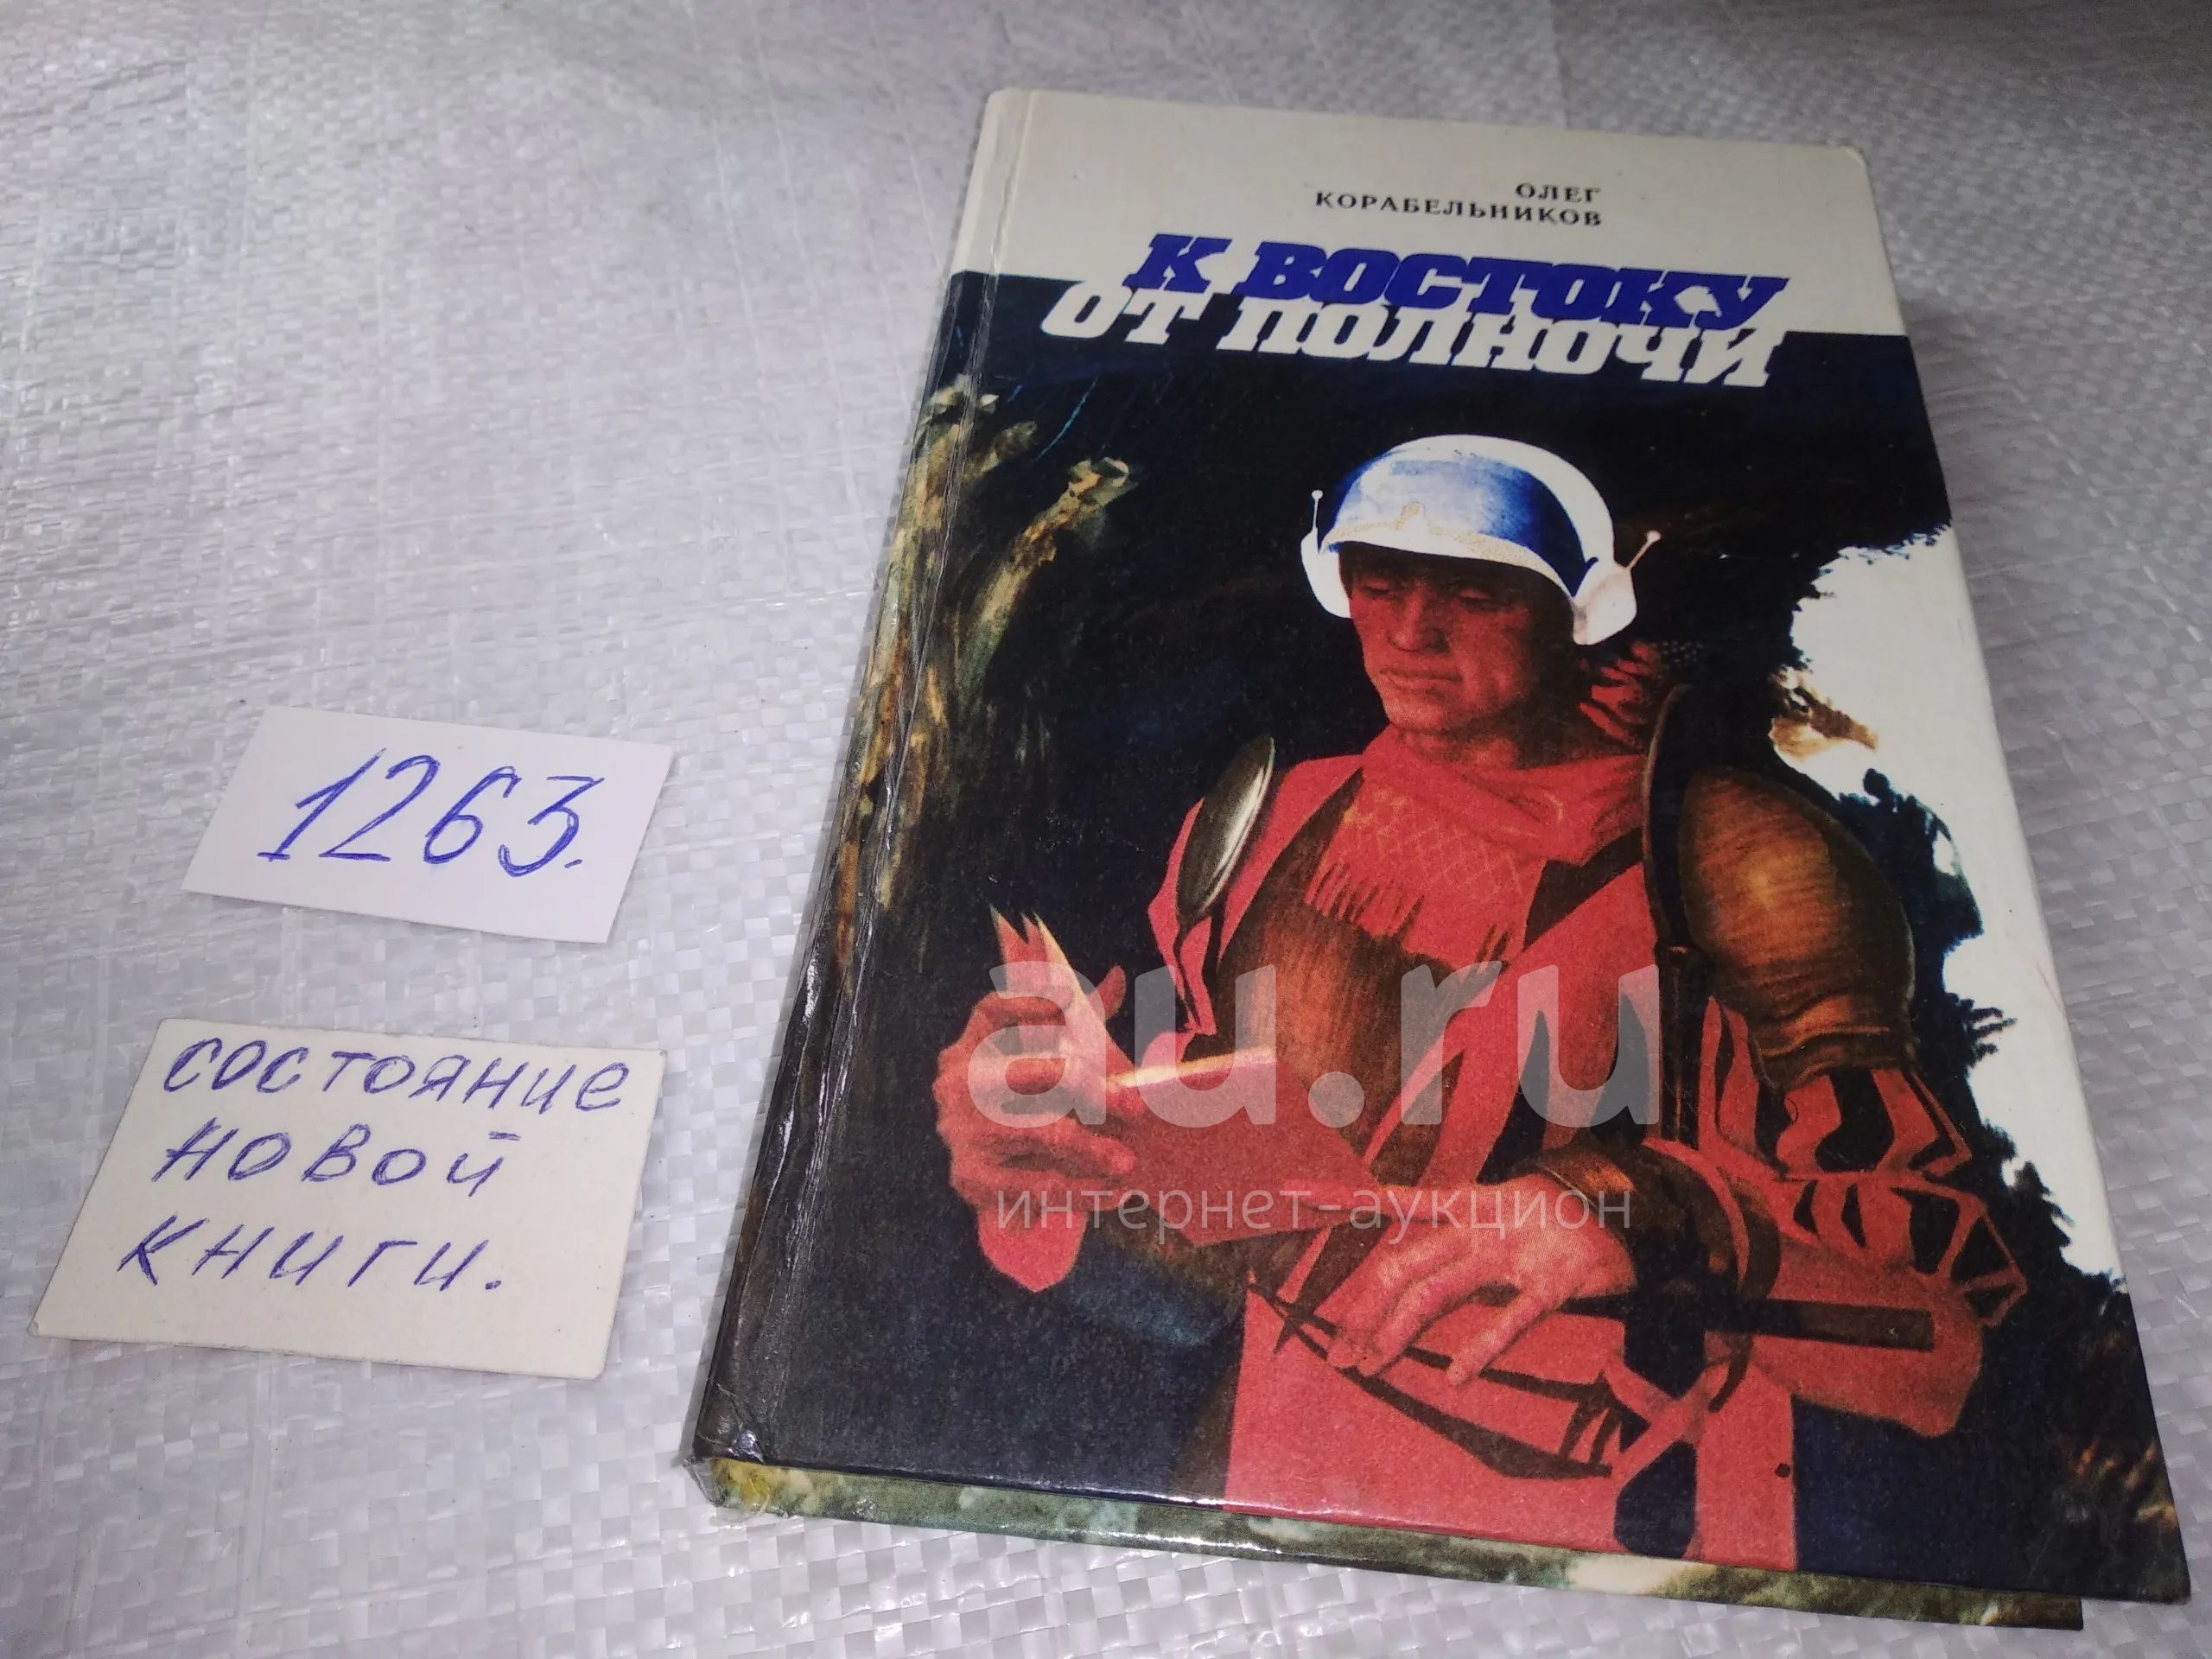 ОЛЕГ
КОРАБЕЛЬНИКОВ
К ВОСТОКУ
ОТ ПОЛНОЧИ
1263.
состояние
новой
книги.
au.ru
интернет-аукцион